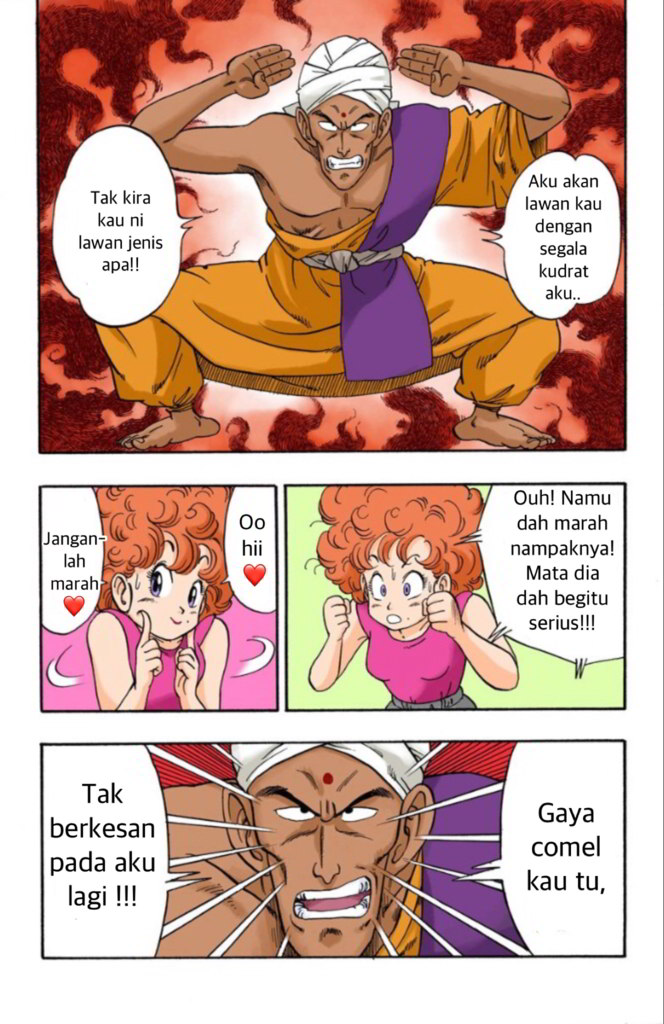 Aku akan
lawan kau
dengan
segala
kudrat
aku..
Tak kira
kau ni
lawan jenis
apa!!
Ouh! Namu
dah marah
nampaknya!
Mata dia
dah begitu
serius!!!
Oo
hii
❤️
Jangan-
lah
marah
❤️
Gaya
comel
kau tu,
Tak
berkesan
pada aku
lagi !!!